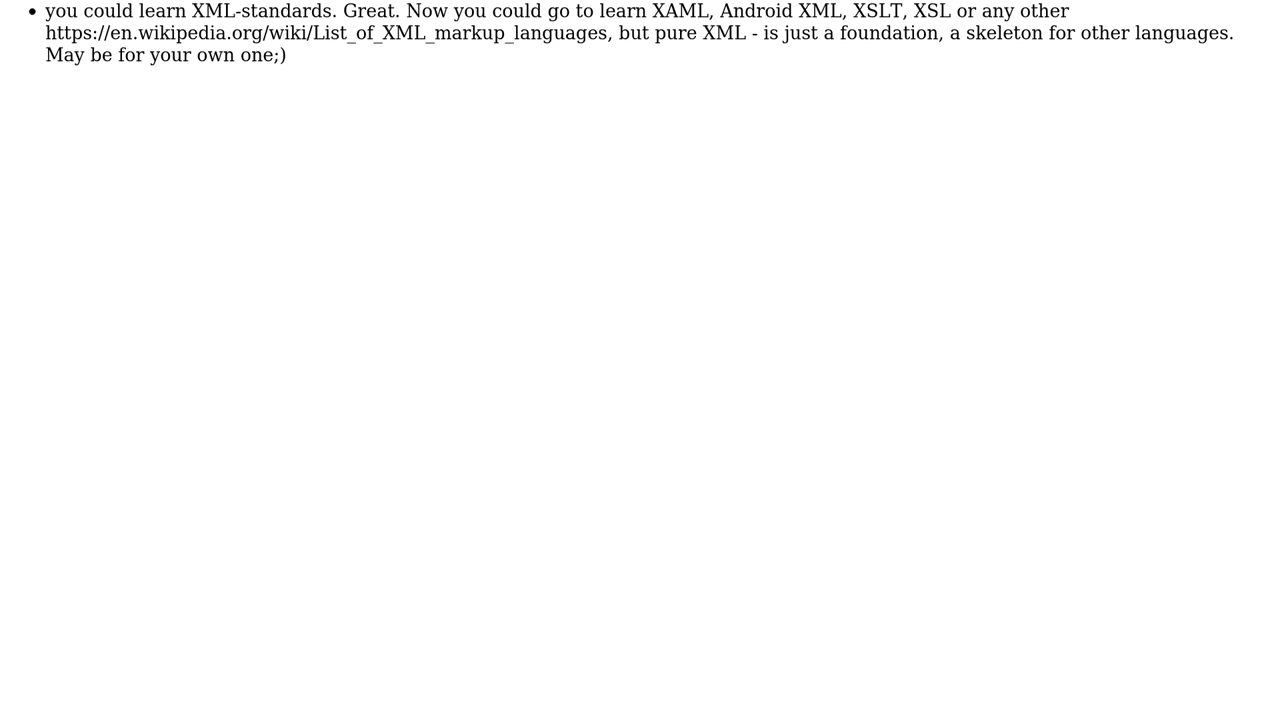 • you could learn XML-standards. Great. Now you could go to learn XAML, Android XML, XSLT, XSL or any other
https://en.wikipedia.org/wiki/List_of_XML_markup_languages, but pure XML - is just a foundation, a skeleton for other languages.
May be for your own one;)